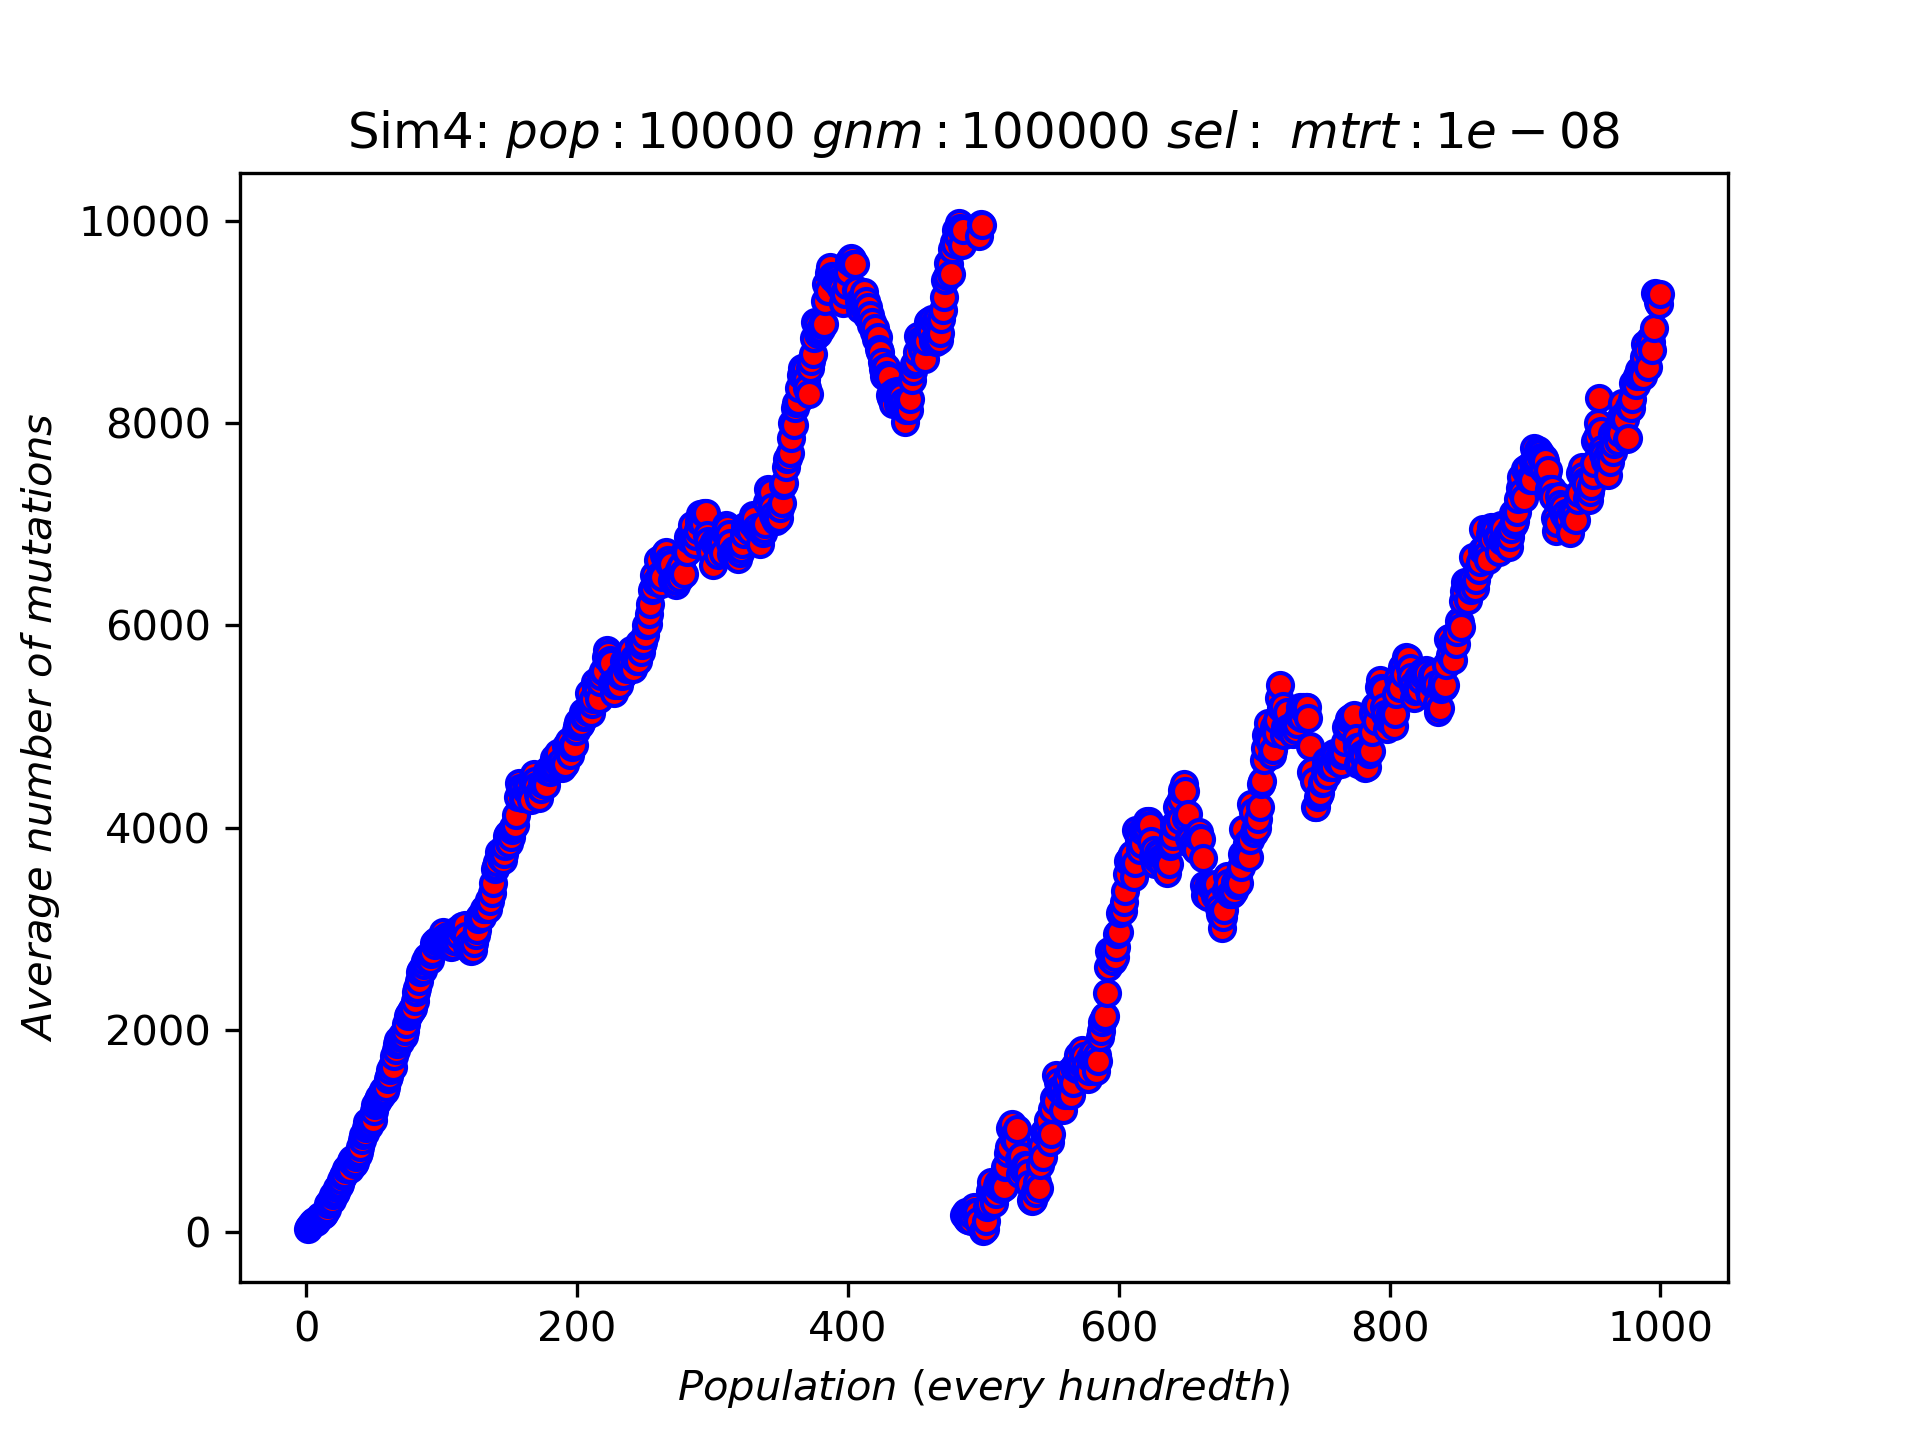 Sim4: pop : 10000 gnm : 100000 sel : mtrt : 1e − 08
10000
8000
6000
4000
2000
0
Average number of mutations
0 200 400 600 800 1000
Population (every hundredth)